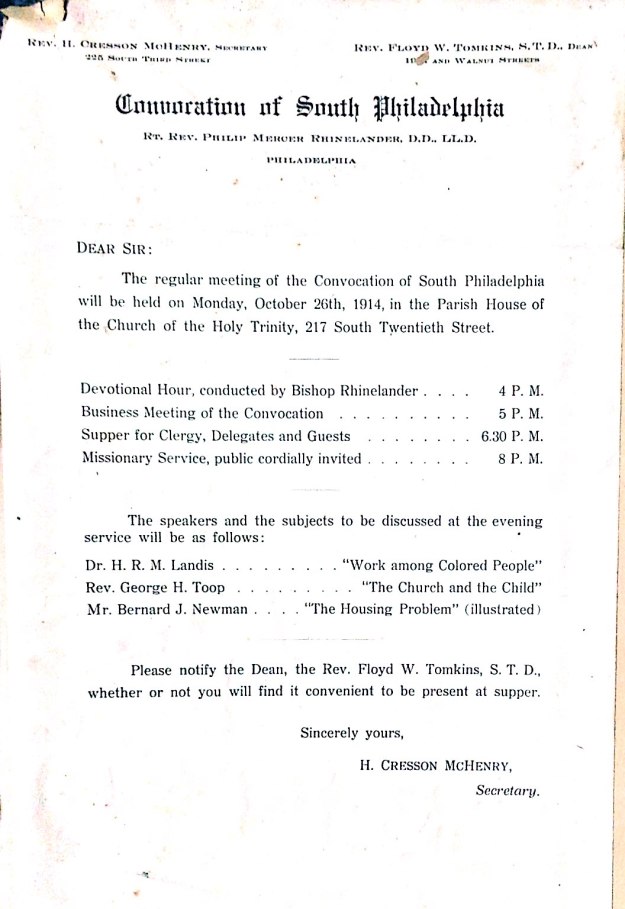 REV. H. CRESSON MCHENRY, SECRETARY
225 SOUTH THIRD STREET
REV. FLOYD W. TOMKINS, S. T. D., DEAN
AND WALNUT STREETS
Convocation of South Philadelphia
RT. REV. PHILIP MERCER RHINELANDER, D.D., LL.D.
PHILADELPHIA
DEAR SIR:
The regular meeting of the Convocation of South Philadelphia
will be held on Monday, October 26th, 1914, in the Parish House of
the Church of the Holy Trinity, 217 South Twentieth Street.
Devotional Hour, conducted by Bishop Rhinelander . . . . 4 P. M.
Business Meeting of the Convocation . . . . . . . . . . 5 P. M.
Supper for Clergy, Delegates and Guests . . . . . . . . 6.30 P. M.
Missionary Service, public cordially invited . . . . . . . . 8 P. M.
The speakers and the subjects to be discussed at the evening
service will be as follows:
Dr. H. R. M. Landis . . . . . . . . . "Work among Colored People"
Rev. George H. Toop . . . . . . . . . "The Church and the Child"
Mr. Bernard J. Newman . . . . "The Housing Problem" (illustrated)
Please notify the Dean, the Rev. Floyd W. Tomkins, S. T. D.,
whether or not you will find it convenient to be present at supper.
Sincerely yours,
H. CRESSON MCHENRY,
Secretary.